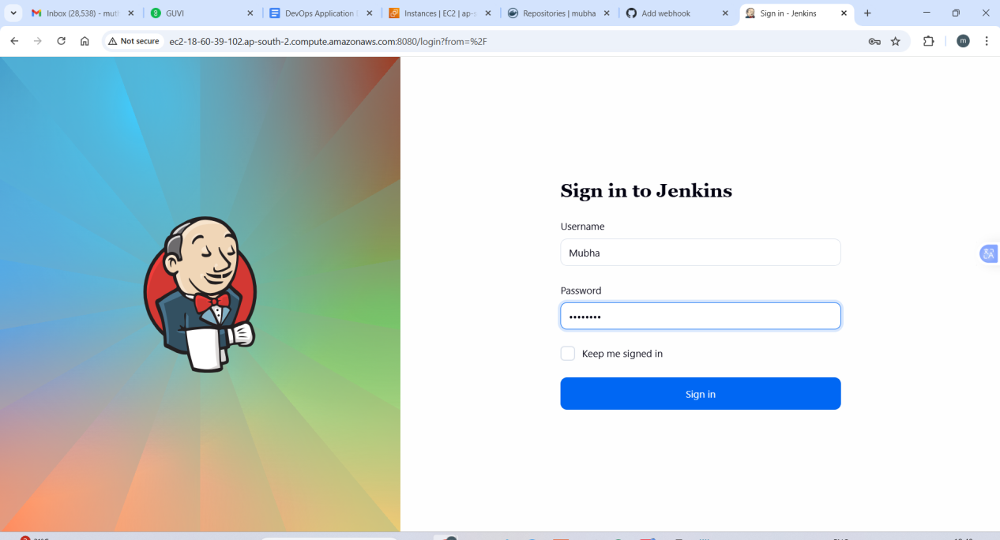 Inbox (28,538) - mut
GUVI
DevOps Application
Instances | EC2 | ap-s
Repositories | mubha
Add webhook
Sign in - Jenkins
Not secure
ec2-18-60-39-102.ap-south-2.compute.amazonaws.com:8080/login?from=%2F
m
Sign in to Jenkins
Username
Mubha
Password
••••••••
Keep me signed in
Sign in